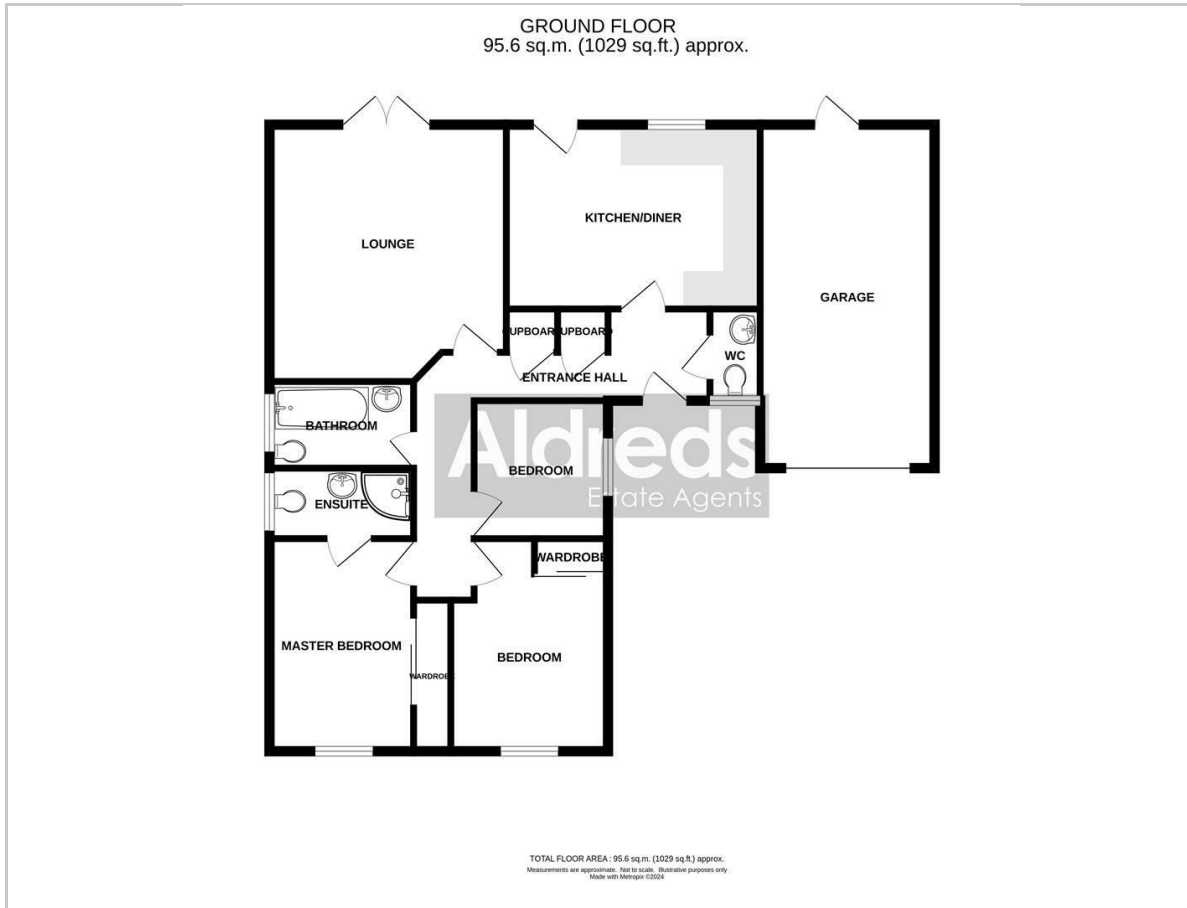 GROUND FLOOR
95.6 sq.m. (1029 sq.ft.) approx.
KITCHEN/DINER
LOUNGE
GARAGE
CUPBOARD
UPBOARD
WC
ENTRANCE HALL
BATHROOM
Aldreds
Estate Agents
BEDROOM
ENSUITE
WARDROBE
MASTER BEDROOM
BEDROOM
WARDROBE
TOTAL FLOOR AREA : 95.6 sq.m. (1029 sq.ft.) approx.
Measurements are approximate. Not to scale. Illustrative purposes only
Made with Metropix ©2024